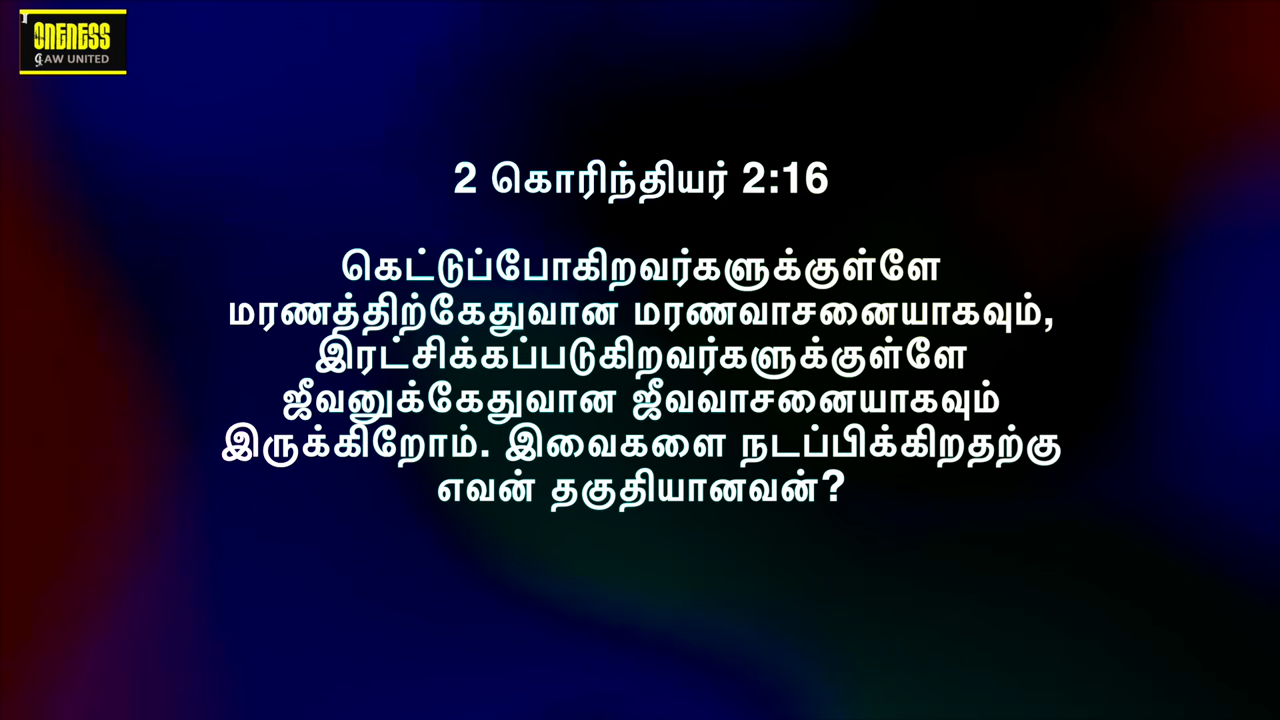 ONENESS
GAW UNITED
2 கொரிந்தியர் 2:16
கெட்டுப்போகிறவர்களுக்குள்ளே
மரணத்திற்கேதுவான மரணவாசனையாகவும்,
இரட்சிக்கப்படுகிறவர்களுக்குள்ளே
ஜீவனுக்கேதுவான ஜீவவாசனையாகவும்
இருக்கிறோம். இவைகளை நடப்பிக்கிறதற்கு
எவன் தகுதியானவன்?